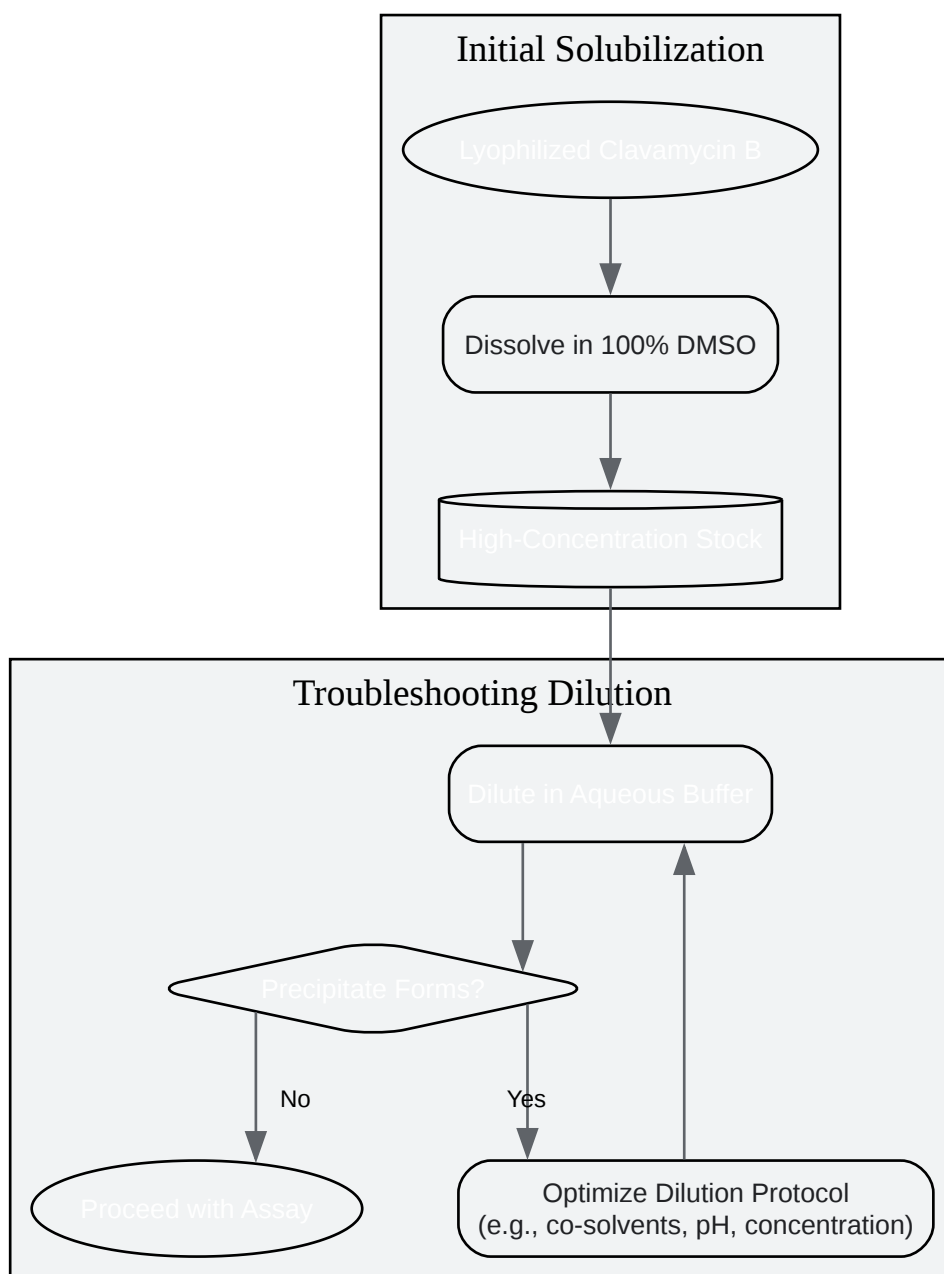 Initial Solubilization
Lyophilized Clavamycin B
Dissolve in 100% DMSO
High-Concentration Stock
Troubleshooting Dilution
Dilute in Aqueous Buffer
Precipitate Forms?
No
Yes
Proceed with Assay
Optimize Dilution Protocol
(e.g., co-solvents, pH, concentration)